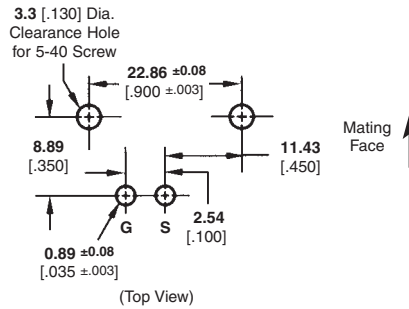 3.3 [.130] Dia.
Clearance Hole
for 5-40 Screw
22.86 ±0.08
[.900 ±.003]
8.89
[.350]
11.43
[.450]
Mating
Face
G S
2.54
[.100]
0.89 ±0.08
[.035 ±.003]
(Top View)